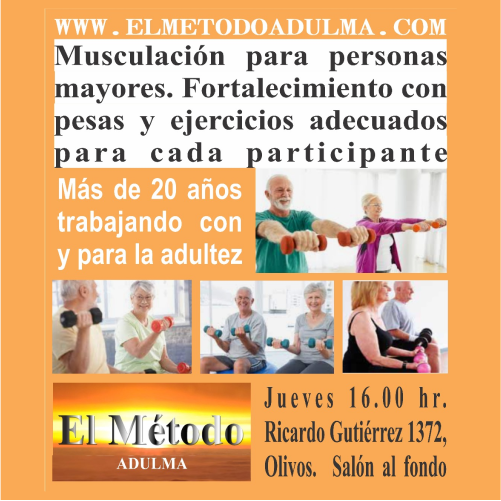 WWW.ELMETODOADULMA.COM
Musculación para personas
mayores. Fortalecimiento con
pesas y ejercicios adecuados
para cada participante
Más de 20 años
trabajando con
y para la adultez
El Método
ADULMA
Jueves 16.00 hr.
Ricardo Gutiérrez 1372,
Olivos. Salón al fondo